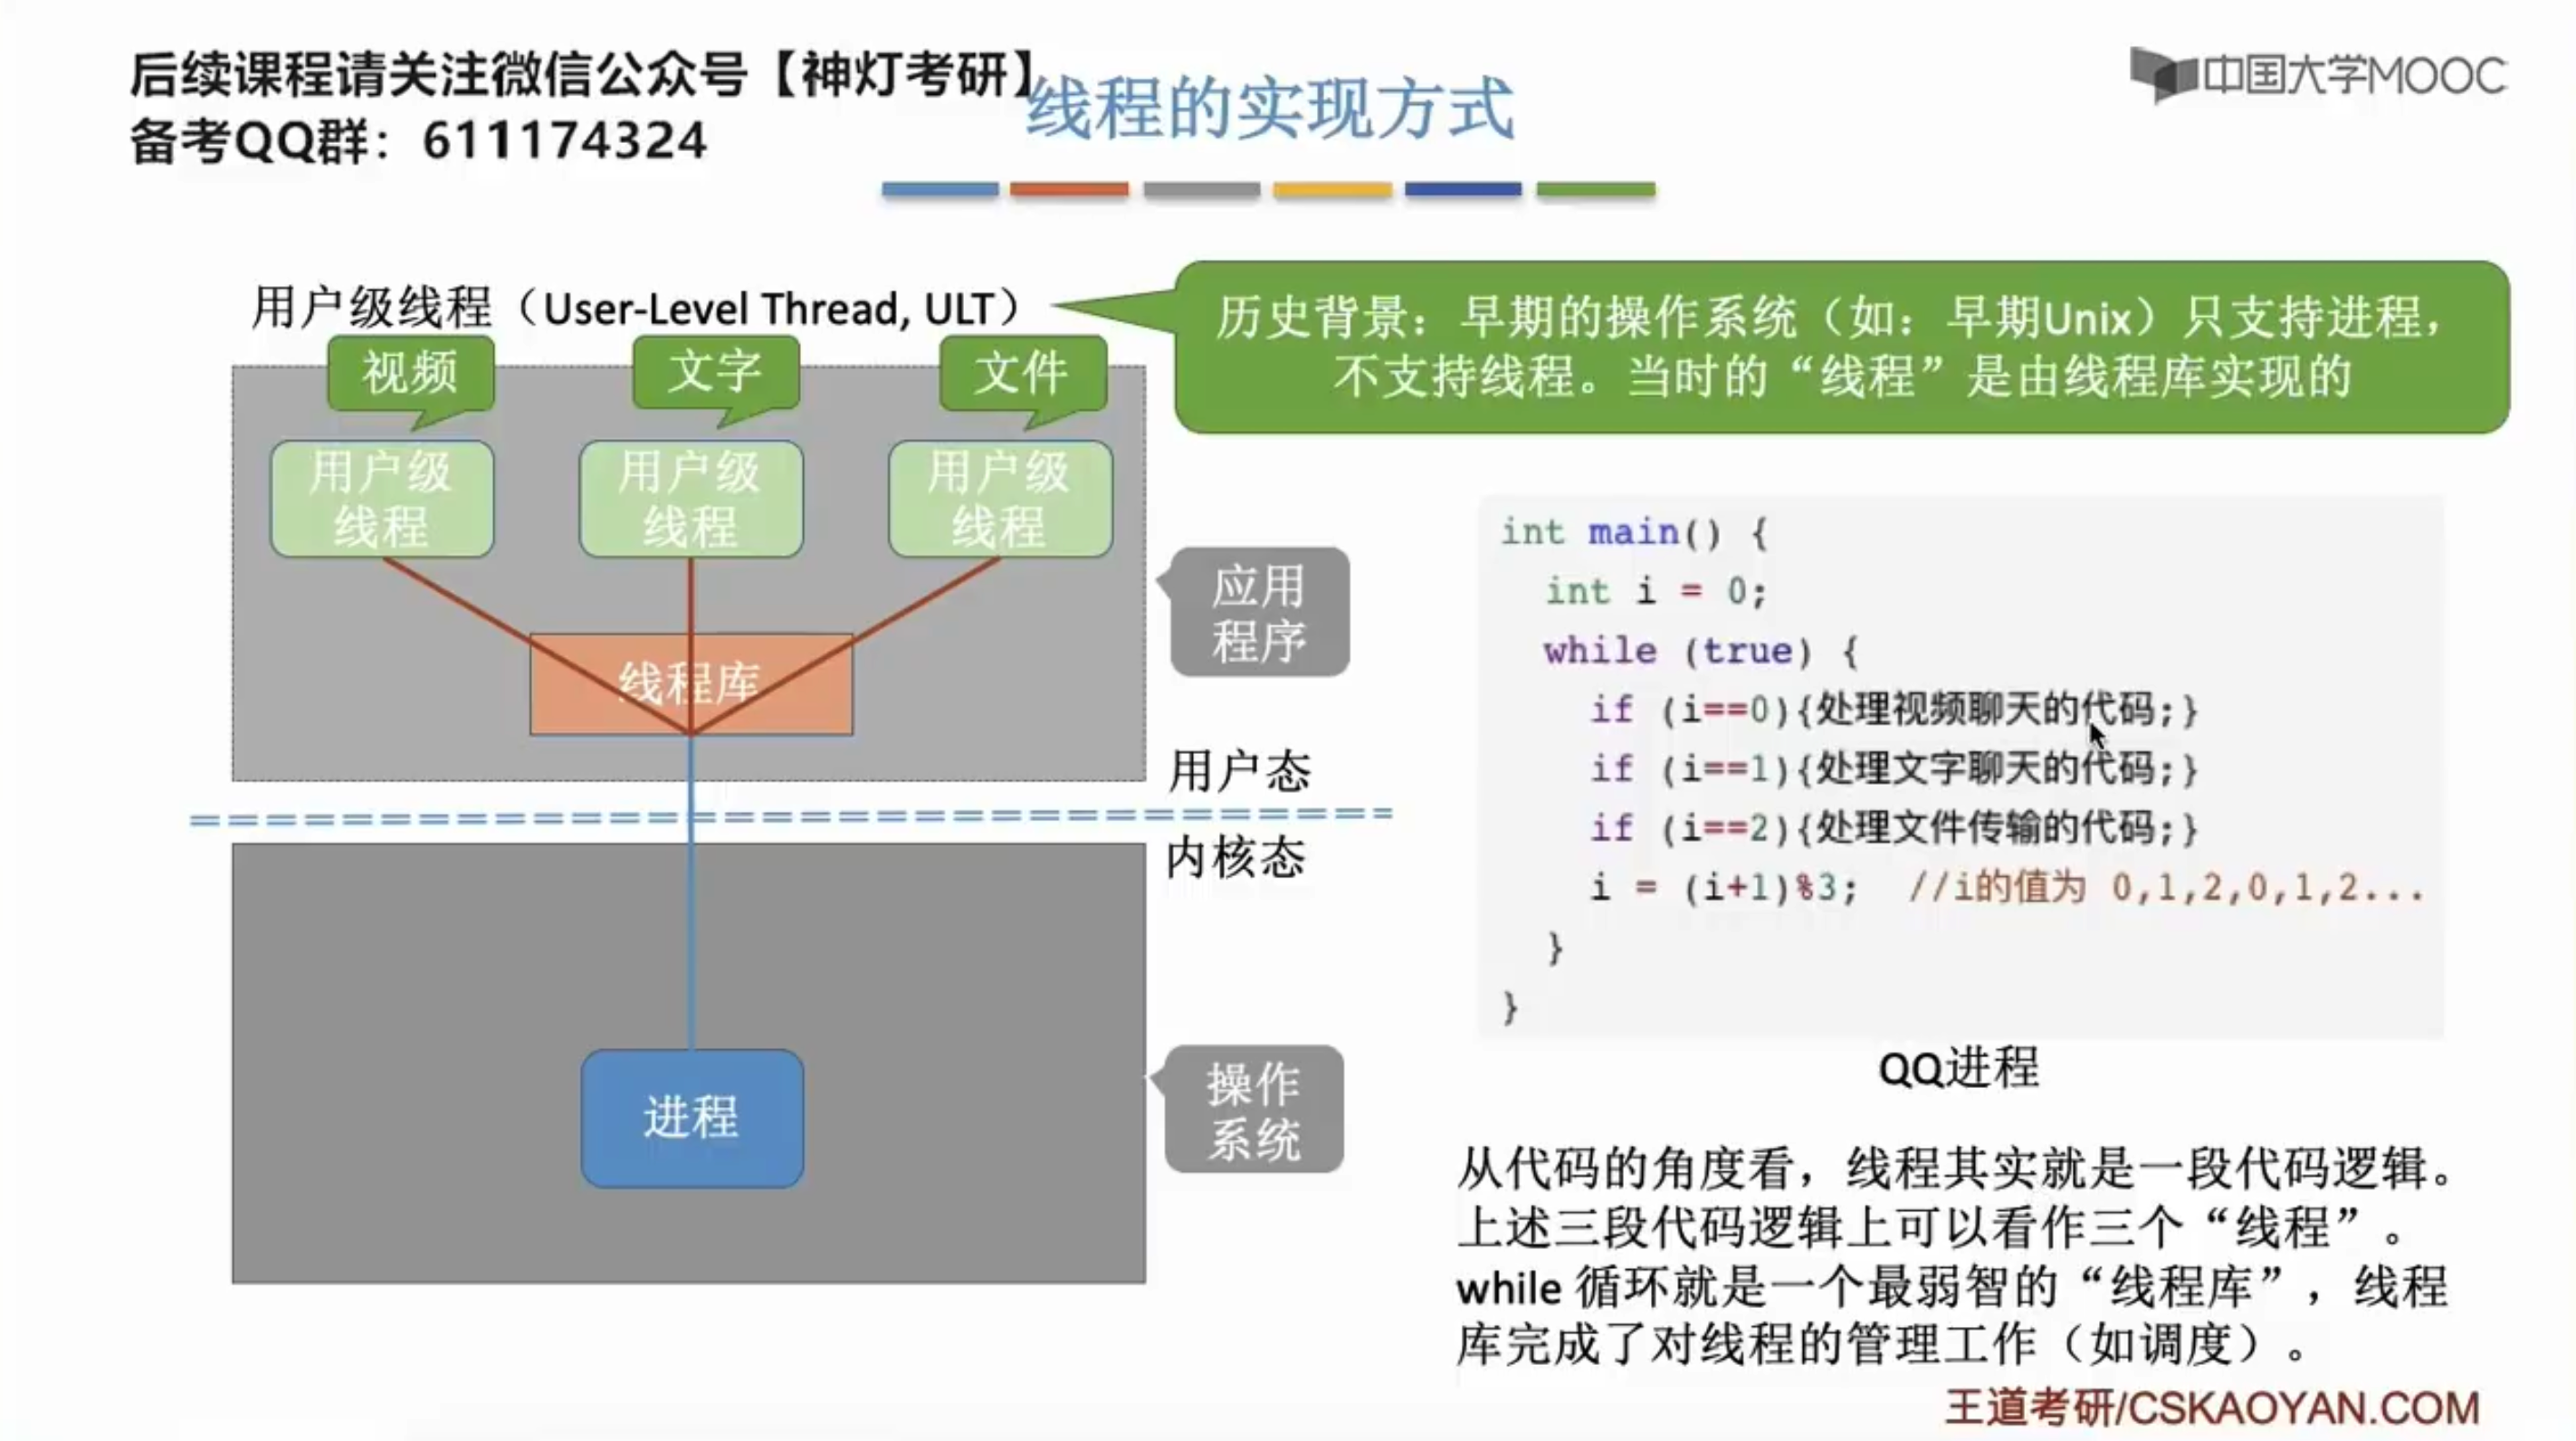 后续课程请关注微信公众号【神灯考研】
备考QQ群：611174324
线程的实现方式
中国大学MOOC
用户级线程（User-Level Thread, ULT）
历史背景：早期的操作系统（如：早期Unix）只支持进程，
不支持线程。当时的“线程”是由线程库实现的
视频
文字
文件
用户级
线程
用户级
线程
用户级
线程
线程库
应用
程序
用户态
内核态
进程
操作
系统
int main() {
int i = 0;
while (true) {
if (i==0){处理视频聊天的代码;}
if (i==1){处理文字聊天的代码;}
if (i==2){处理文件传输的代码;}
i = (i+1)%3; //i的值为 0,1,2,0,1,2...
}
}
QQ进程
从代码的角度看，线程其实就是一段代码逻辑。
上述三段代码逻辑上可以看作三个“线程”。
while 循环就是一个最弱智的“线程库”，线程
库完成了对线程的管理工作（如调度）。
王道考研/CSKAOYAN.COM